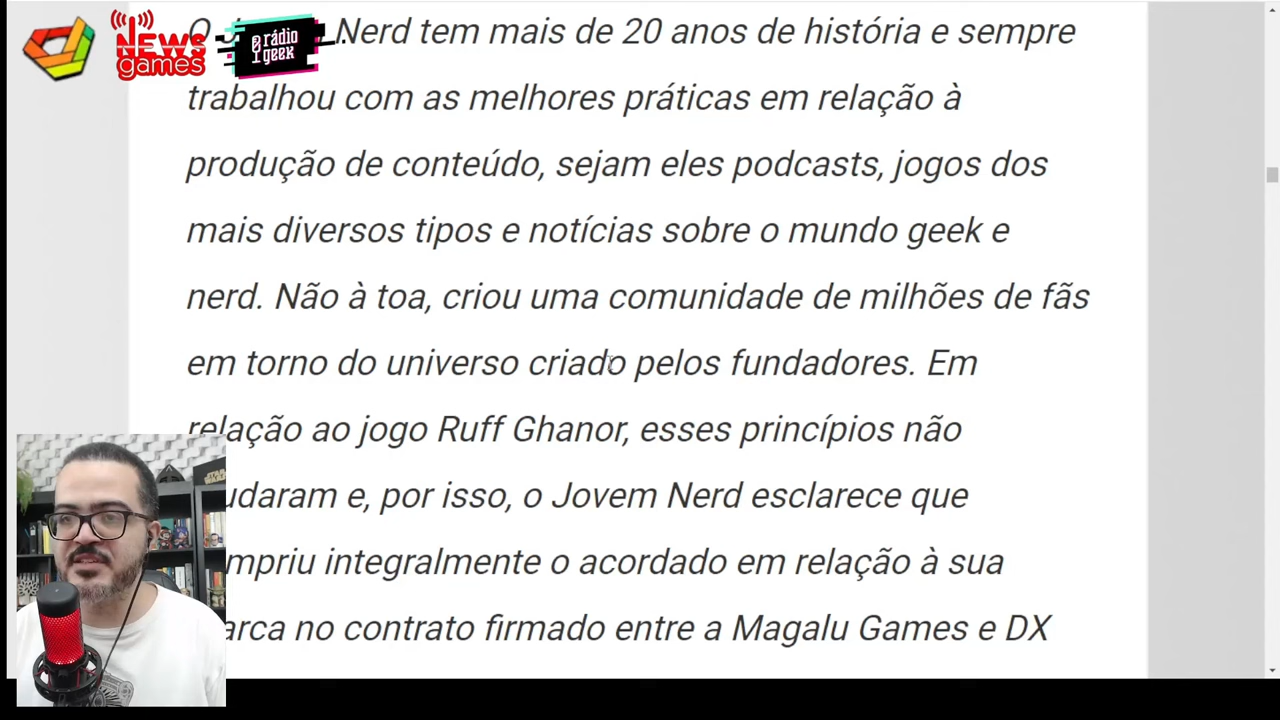 NEWS
games
rádio
geek
O J Nerd tem mais de 20 anos de história e sempre
trabalhou com as melhores práticas em relação à
produção de conteúdo, sejam eles podcasts, jogos dos
mais diversos tipos e notícias sobre o mundo geek e
nerd. Não à toa, criou uma comunidade de milhões de fãs
em torno do universo criado pelos fundadores. Em
relação ao jogo Ruff Ghanor, esses princípios não
udaram e, por isso, o Jovem Nerd esclarece que
mpriu integralmente o acordado em relação à sua
arca no contrato firmado entre a Magalu Games e DX
STAR
WARS